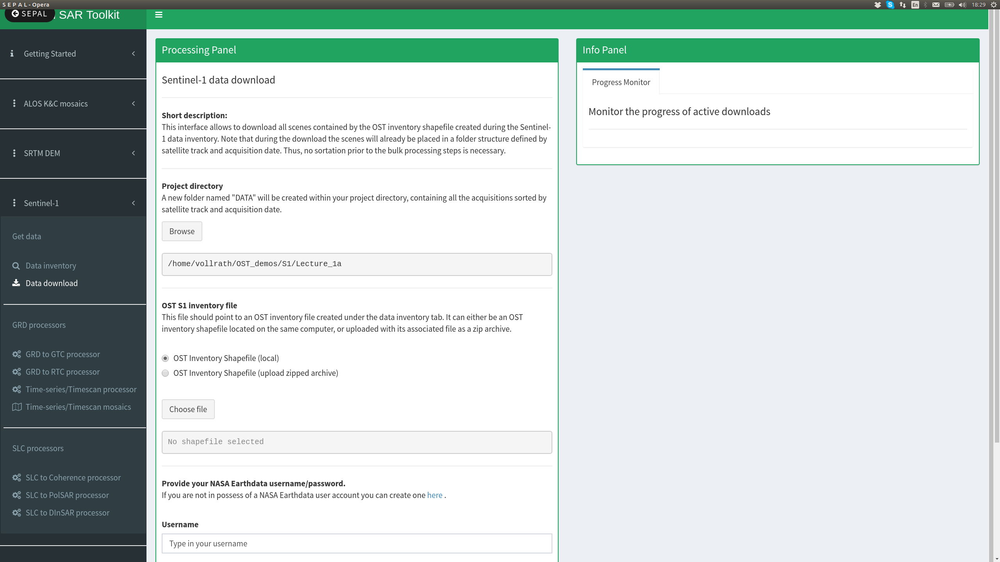 S E P A L - Opera
En
18:29
SEPAL
SAR Toolkit
Getting Started
ALOS K&C mosaics
SRTM DEM
Sentinel-1
Get data
Data inventory
Data download
GRD processors
GRD to GTC processor
GRD to RTC processor
Time-series/Timescan processor
Time-series/Timescan mosaics
SLC processors
SLC to Coherence processor
SLC to PolSAR processor
SLC to DInSAR processor
Processing Panel
Sentinel-1 data download
Short description:
This interface allows to download all scenes contained by the OST inventory shapefile created during the Sentinel-
1 data inventory. Note that during the download the scenes will already be placed in a folder structure defined by
satellite track and acquisition date. Thus, no sortation prior to the bulk processing steps is necessary.
Project directory
A new folder named "DATA" will be created within your project directory, containing all the acquisitions sorted by
satellite track and acquisition date.
Browse
/home/vollrath/OST_demos/S1/Lecture_1a
OST S1 inventory file
This file should point to an OST inventory file created under the data inventory tab. It can either be an OST
inventory shapefile located on the same computer, or uploaded with its associated file as a zip archive.
OST Inventory Shapefile (local)
OST Inventory Shapefile (upload zipped archive)
Choose file
No shapefile selected
Provide your NASA Earthdata username/password.
If you are not in possess of a NASA Earthdata user account you can create one here .
Username
Type in your username
Info Panel
Progress Monitor
Monitor the progress of active downloads